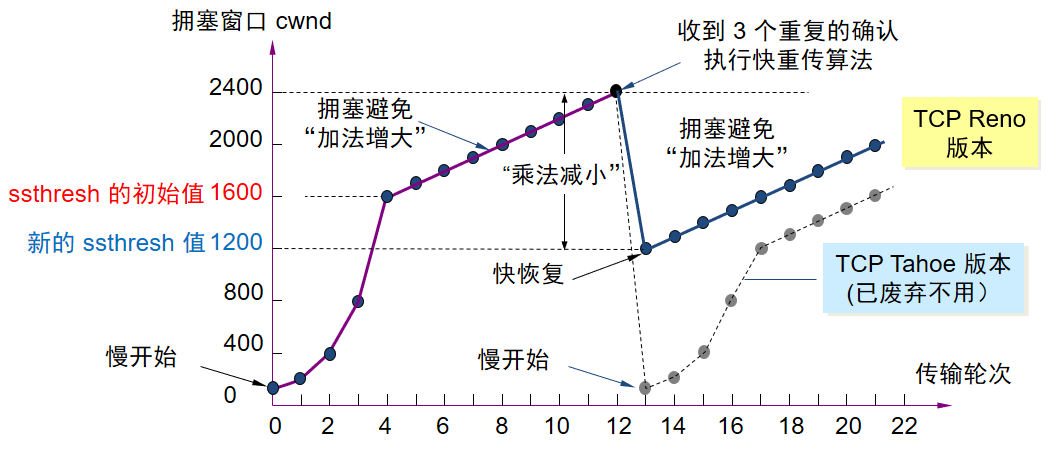 拥塞窗口 cwnd
收到 3 个重复的确认
执行快重传算法
2400
拥塞避免
“加法增大”
拥塞避免
“加法增大”
TCP Reno
版本
2000
“乘法减小”
ssthresh 的初始值 1600
新的 ssthresh 值 1200
快恢复
TCP Tahoe 版本
(已废弃不用）
800
慢开始
400
慢开始
传输轮次
0
0 2 4 6 8 10 12 14 16 18 20 22